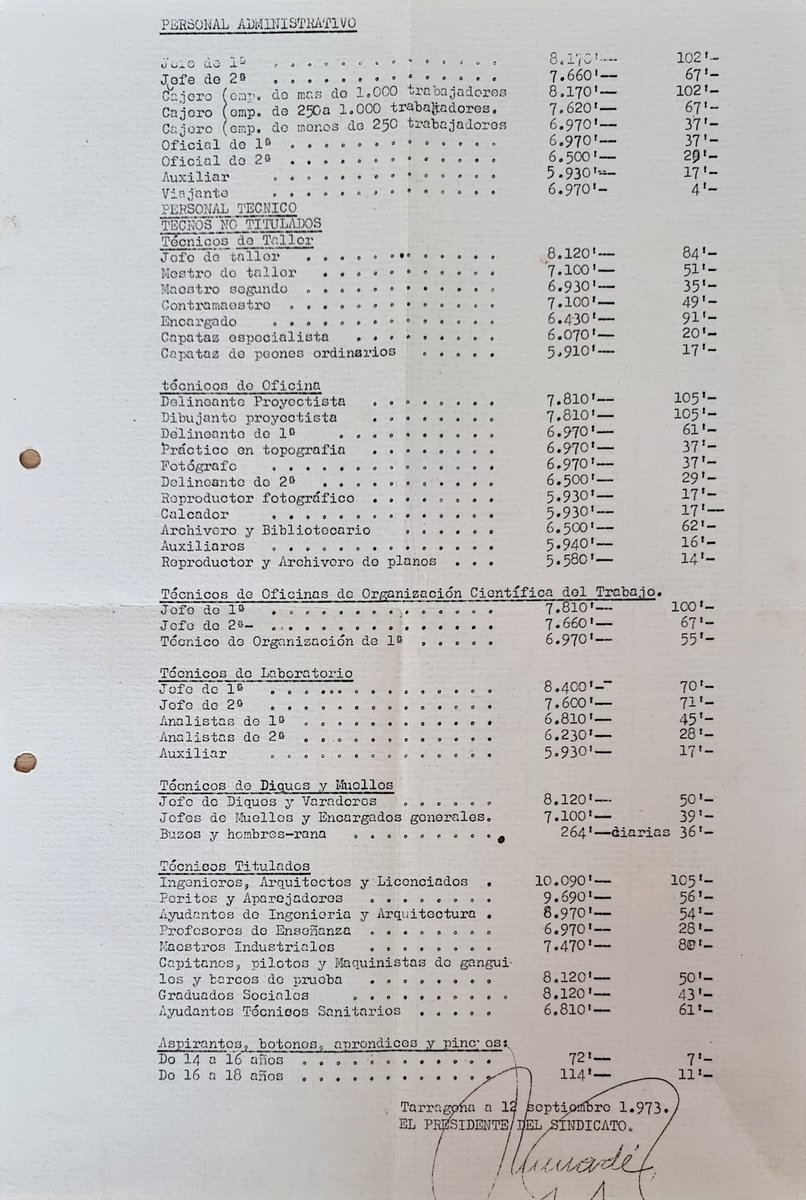 PERSONAL ADMINISTRATIVO
Jefe de 1ª . . . . . . . . . . . . . . 8.170'-- 102'-
Jefe de 2ª . . . . . . . . . . . . . . 7.660'-- 67'-
Cajero (emp. de mas de 1.000 trabajadores 8.170'-- 102'-
Cajero (emp. de 250a 1.000 trabajadores. 7.620'-- 67'-
Cajero (emp. de menos de 250 trabajadores 6.970'-- 37'-
Oficial de 1ª . . . . . . . . . . . . . 6.970'-- 37'-
Oficial de 2ª . . . . . . . . . . . . . 6.500'-- 29'-
Auxiliar . . . . . . . . . . . . . . 5.930'-- 17'-
Viajante . . . . . . . . . . . . . . 6.970'- 4'-
PERSONAL TECNICO
TECNOS NO TITULADOS
Técnicos de Taller
Jefe de taller . . . . . . . . . . . . 8.120'-- 84'-
Mestro de taller . . . . . . . . . . . 7.100'-- 51'-
Maestro segundo . . . . . . . . . . . . 6.930'-- 35'-
Contramaestre . . . . . . . . . . . . . 7.100'-- 49'-
Encargado . . . . . . . . . . . . . . 6.430'-- 91'-
Capataz especialista . . . . . . . . . 6.070'-- 20'-
Capataz de peones ordinarios . . . . . 5.910'-- 17'-
técnicos de Oficina
Delineante Proyectista . . . . . . . . 7.810'-- 105'-
Dibujante proyectista . . . . . . . . 7.810'-- 105'-
Delineante de 1ª . . . . . . . . . . 6.970'-- 61'-
Práctico en topografia . . . . . . . . 6.970'-- 37'-
Fotógrafo . . . . . . . . . . . . . . 6.970'-- 37'-
Delineante de 2ª . . . . . . . . . . . 6.500'-- 29'-
Reproductor fotográfico . . . . . . . . 5.930'-- 17'-
Calcador . . . . . . . . . . . . . . 5.930'-- 17'--
Archivero y Bibliotecario . . . . . . 6.500'-- 62'-
Auxiliares . . . . . . . . . . . . . . 5.940'-- 16'-
Reproductor y Archivero de planos . . . 5.580'-- 14'-
Técnicos de Oficinas de Organización Científica del Trabajo.
Jefe de 1ª . . . . . . . . . . . . . . 7.810'-- 100'-
Jefe de 2ª- . . . . . . . . . . . . . . 7.660'-- 67'-
Técnico de Organización de 1ª . . . . . 6.970'-- 55'-
Técnicos de Laboratorio
Jefe de 1ª . . . . . . . . . . . . . . 8.400'-- 70'-
Jefe de 2ª . . . . . . . . . . . . . . 7.600'-- 71'-
Analistas de 1ª . . . . . . . . . . . 6.810'-- 45'-
Analistas de 2ª . . . . . . . . . . . . 6.230'-- 28'-
Auxiliar . . . . . . . . . . . . . . 5.930'-- 17'-
Técnicos de Diques y Muelles
Jefe de Diques y Varaderos . . . . . . 8.120'-- 50'-
Jefes de Muelles y Encargados generales. 7.100'-- 39'-
Buzos y hombres-rana . . . . . . . . . . 264'--diarias 36'-
Técnicos Titulados
Ingenieros, Arquitectos y Licenciados . 10.090'-- 105'-
Peritos y Aparejadores . . . . . . . . 9.690'-- 56'-
Ayudantes de Ingenieria y Arquitectura . 8.970'-- 54'-
Profesores de Enseñanza . . . . . . . . 6.970'-- 28'-
Maestros Industriales . . . . . . . . 7.470'--
Capitanes, pilotos y Maquinistas de gangui-
les y barcos de prueba . . . . . . . . 8.120'-- 50'-
Graduados Sociales . . . . . . . . . . 8.120'-- 43'-
Ayudantes Técnicos Sanitarios . . . . . 6.810'-- 61'-
Aspirantes, botones, aprendices y pinches:
De 14 a 16 años . . . . . . . . . . . . 72'-- 7'-
De 16 a 18 años . . . . . . . . . . . . 114'-- 11'-
Tarragona a 12 septiembre 1.973.
EL PRESIDENTE DEL SINDICATO.